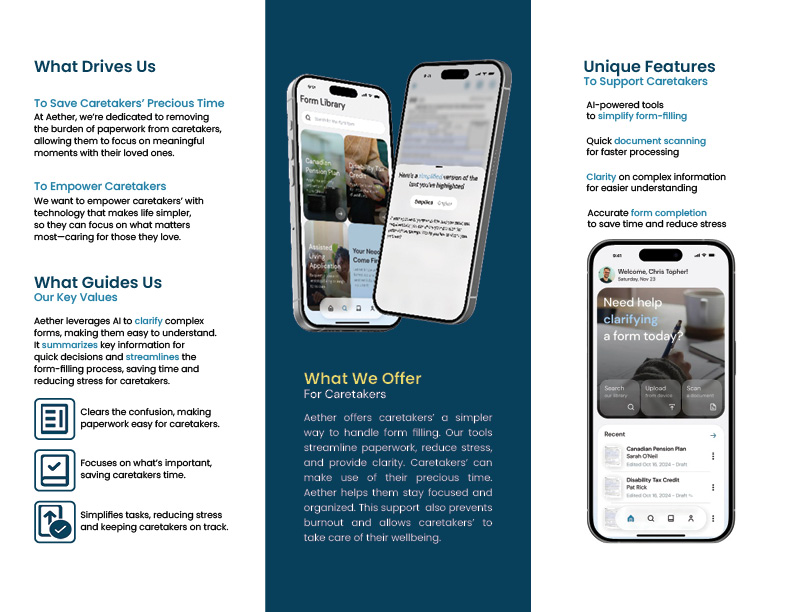 What Drives Us
To Save Caretakers' Precious Time
At Aether, we're dedicated to removing
the burden of paperwork from caretakers,
allowing them to focus on meaningful
moments with their loved ones.
To Empower Caretakers
We want to empower caretakers' with
technology that makes life simpler,
so they can focus on what matters
most—caring for those they love.
What Guides Us
Our Key Values
Aether leverages AI to clarify complex
forms, making them easy to understand.
It summarizes key information for
quick decisions and streamlines the
form-filling process, saving time and
reducing stress for caretakers.
Clears the confusion, making
paperwork easy for caretakers.
Focuses on what's important,
saving caretakers time.
Simplifies tasks, reducing stress
and keeping caretakers on track.
Form Library
Canadian
Pension Plan
Disability Tax
Credit
Assisted
Living
Application
Your Need
Come Fir
9:41
Here's a simplified version of the
text you've highlighted
Simplified English
What We Offer
For Caretakers
Aether offers caretakers' a simpler
way to handle form filling. Our tools
streamline paperwork, reduce stress,
and provide clarity. Caretakers' can
make use of their precious time.
Aether helps them stay focused and
organized. This support also prevents
burnout and allows caretakers' to
take care of their wellbeing.
Unique Features
To Support Caretakers
AI-powered tools
to simplify form-filling
Quick document scanning
for faster processing
Clarity on complex information
for easier understanding
Accurate form completion
to save time and reduce stress
9:41
Welcome, Chris Topher!
Saturday, Nov 23
Need help
clarifying
a form today?
Search
our library
Upload
from device
Scan
a document
Recent
Canadian Pension Plan
Sarah O'Neil
Edited Oct 16, 2024 - Draft
Disability Tax Credit
Pat Rick
Edited Oct 16, 2024 - Draft